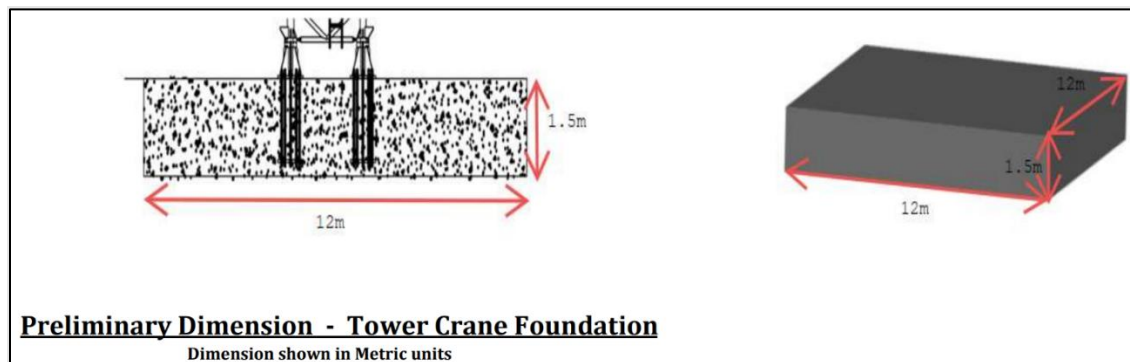 1.5m
12m
12m
1.5m
12m
Preliminary Dimension - Tower Crane Foundation
Dimension shown in Metric units